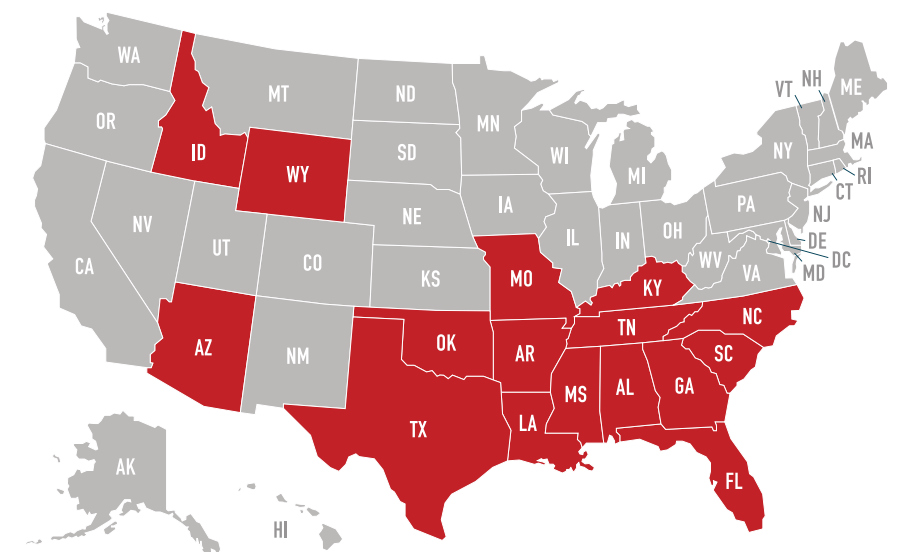 WA
MT
ND
MN
VT
NH
ME
OR
ID
WY
SD
WI
MI
NY
MA
RI
CT
NV
UT
NE
IA
PA
NJ
CA
CO
KS
IL
IN
OH
WV
VA
DE
DC
MD
MO
KY
AZ
NM
OK
AR
TN
NC
SC
TX
LA
MS
AL
GA
AK
FL
HI